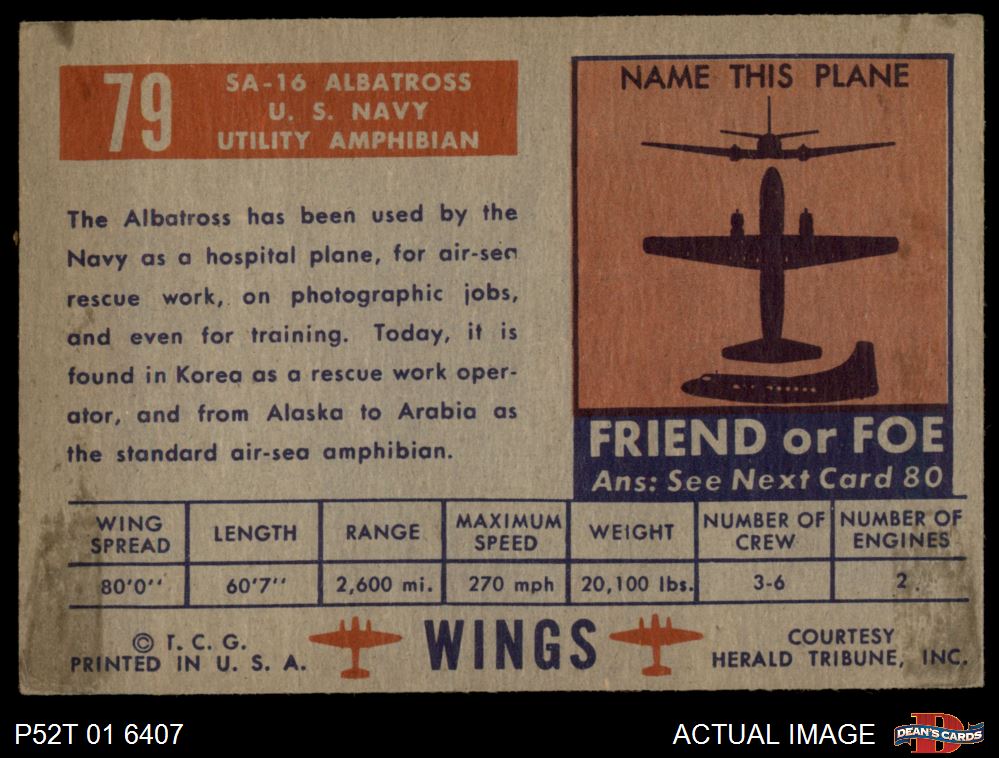 79
SA-16 ALBATROSS
U. S. NAVY
UTILITY AMPHIBIAN
The Albatross has been used by the
Navy as a hospital plane, for air-sea
rescue work, on photographic jobs,
and even for training. Today, it is
found in Korea as a rescue work oper-
ator, and from Alaska to Arabia as
the standard air-sea amphibian.
NAME THIS PLANE
FRIEND or FOE
Ans: See Next Card 80
WING SPREAD
LENGTH
RANGE
MAXIMUM SPEED
WEIGHT
NUMBER OF CREW
NUMBER OF ENGINES
80'0''
60'7''
2,600 mi.
270 mph
20,100 lbs.
3-6
2
© T. C. G.
PRINTED IN U. S. A.
WINGS
COURTESY
HERALD TRIBUNE, INC.
P52T 01 6407
ACTUAL IMAGE
D
DEAN'S CARDS